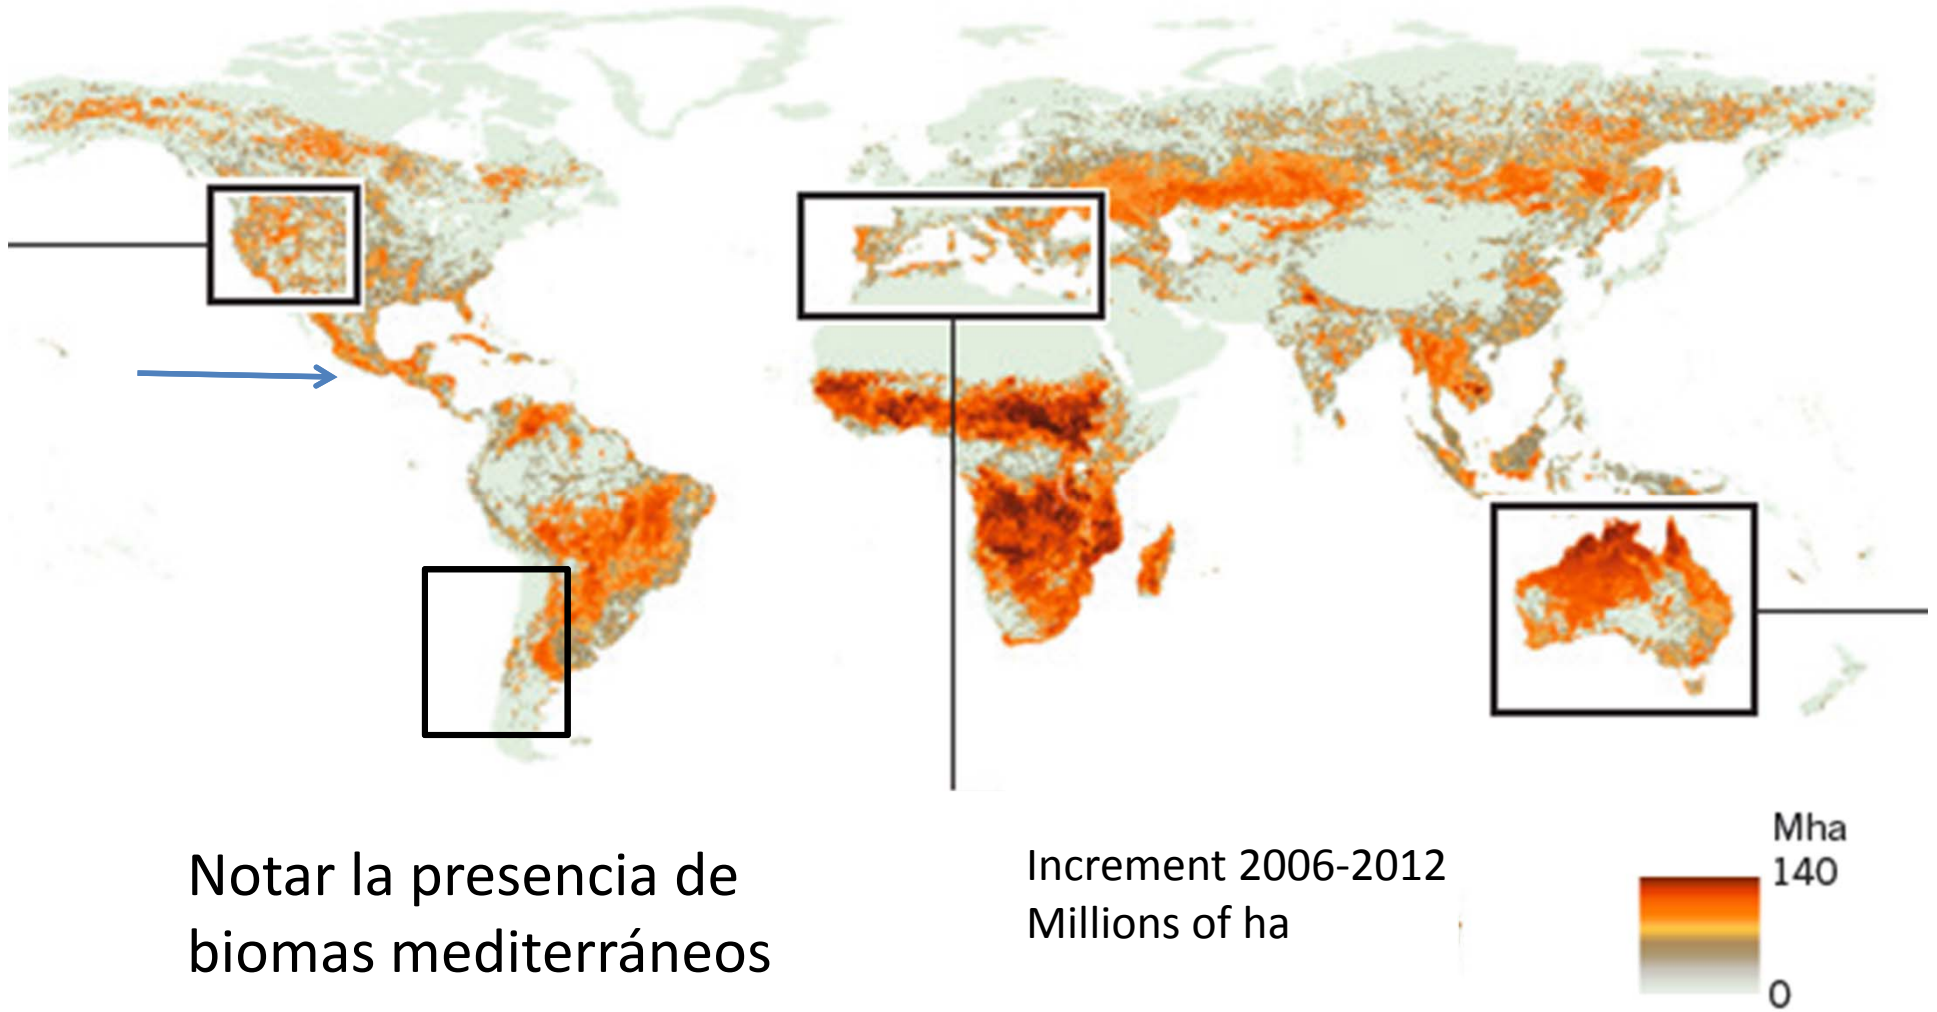 Notar la presencia de
biomas mediterráneos
Increment 2006-2012
Millions of ha
Mha
140
0